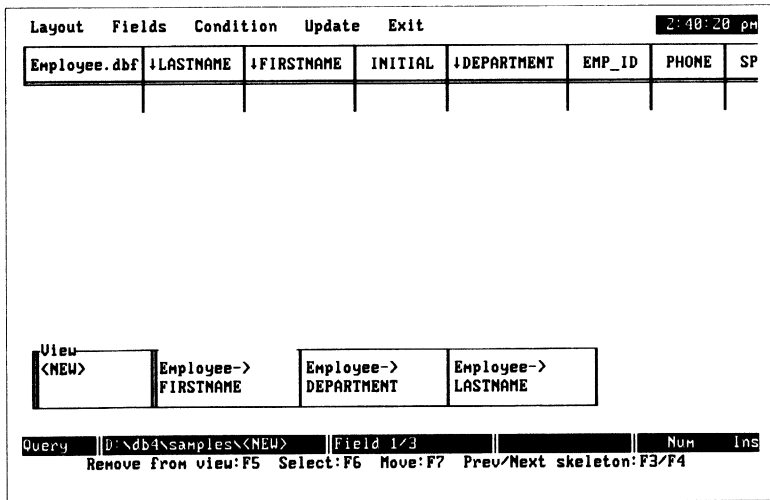 Layout Fields Condition Update Exit 2:40:20 pm
Employee.dbf ↓LASTNAME ↓FIRSTNAME INITIAL ↓DEPARTMENT EMP_ID PHONE SP
View
<NEW> Employee-> Employee-> Employee->
FIRSTNAME DEPARTMENT LASTNAME
Query D:\db4\samples\<NEW> Field 1/3 Num Ins
Remove from view:F5 Select:F6 Move:F7 Prev/Next skeleton:F3/F4